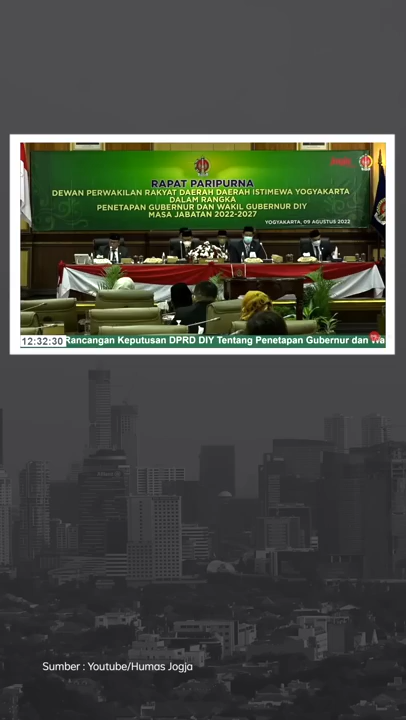 RAPAT PARIPURNA
DEWAN PERWAKILAN RAKYAT DAERAH DAERAH ISTIMEWA YOGYAKARTA
DALAM RANGKA
PENETAPAN GUBERNUR DAN WAKIL GUBERNUR DIY
MASA JABATAN 2022-2027
YOGYAKARTA, 09 AGUSTUS 2022
12:32:30 Rancangan Keputusan DPRD DIY Tentang Penetapan Gubernur dan Wa
Sumber : Youtube/Humas Jogja